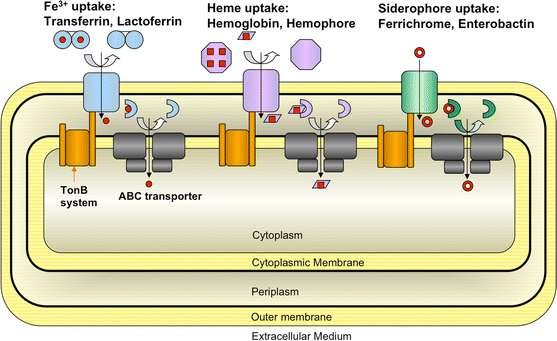 Fe³⁺ uptake:
Transferrin, Lactoferrin
Heme uptake:
Hemoglobin, Hemophore
Siderophore uptake:
Ferrichrome, Enterobactin
TonB
system
ABC transporter
Cytoplasm
Cytoplasmic Membrane
Periplasm
Outer membrane
Extracellular Medium